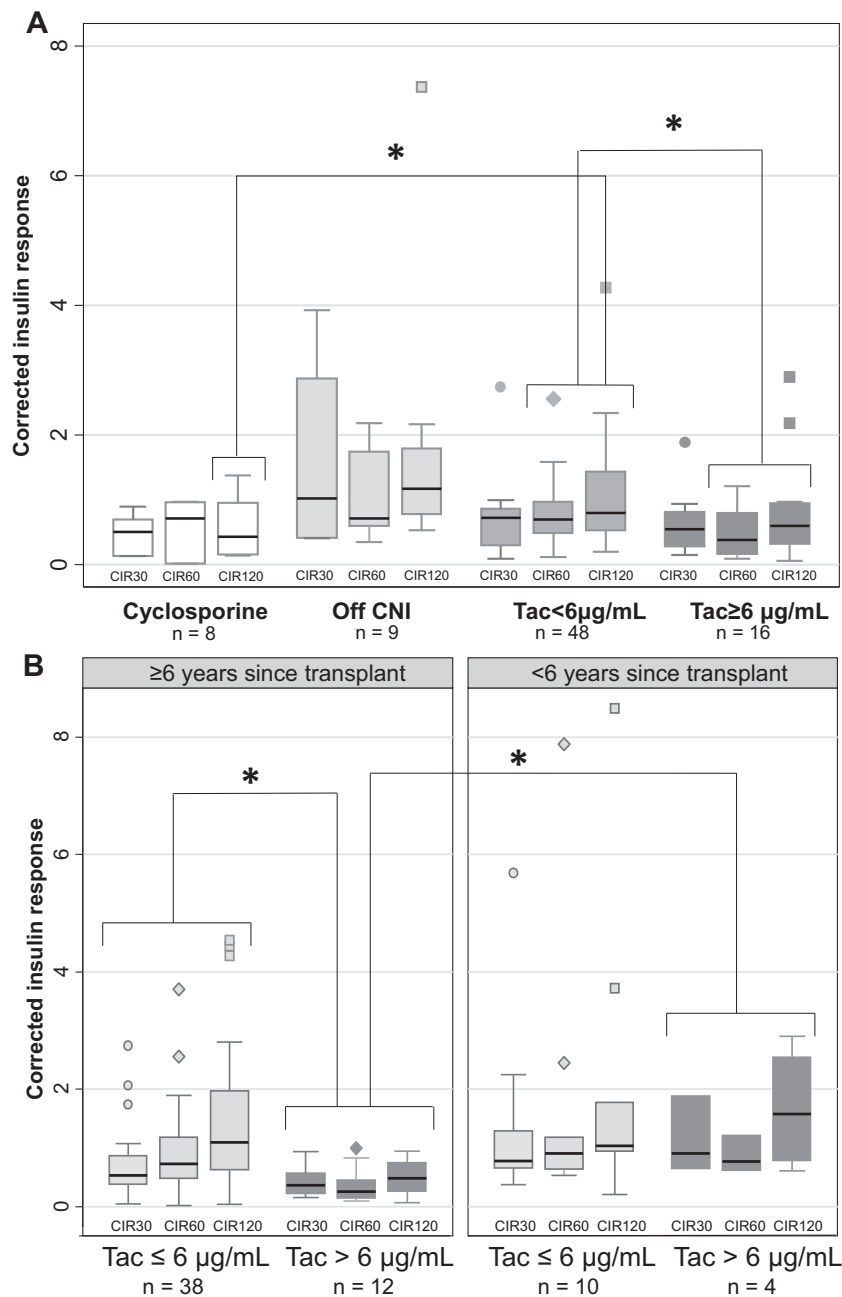 A
8
6
4
2
0
Corrected insulin response
*
*
CIR30 CIR60 CIR120 CIR30 CIR60 CIR120 CIR30 CIR60 CIR120 CIR30 CIR60 CIR120
Cyclosporine Off CNI Tac<6µg/mL Tac≥6 µg/mL
n = 8 n = 9 n = 48 n = 16
B
≥6 years since transplant <6 years since transplant
8
6
4
2
0
Corrected insulin response
*
*
CIR30 CIR60 CIR120 CIR30 CIR60 CIR120 CIR30 CIR60 CIR120 CIR30 CIR60 CIR120
Tac ≤ 6 µg/mL Tac > 6 µg/mL Tac ≤ 6 µg/mL Tac > 6 µg/mL
n = 38 n = 12 n = 10 n = 4